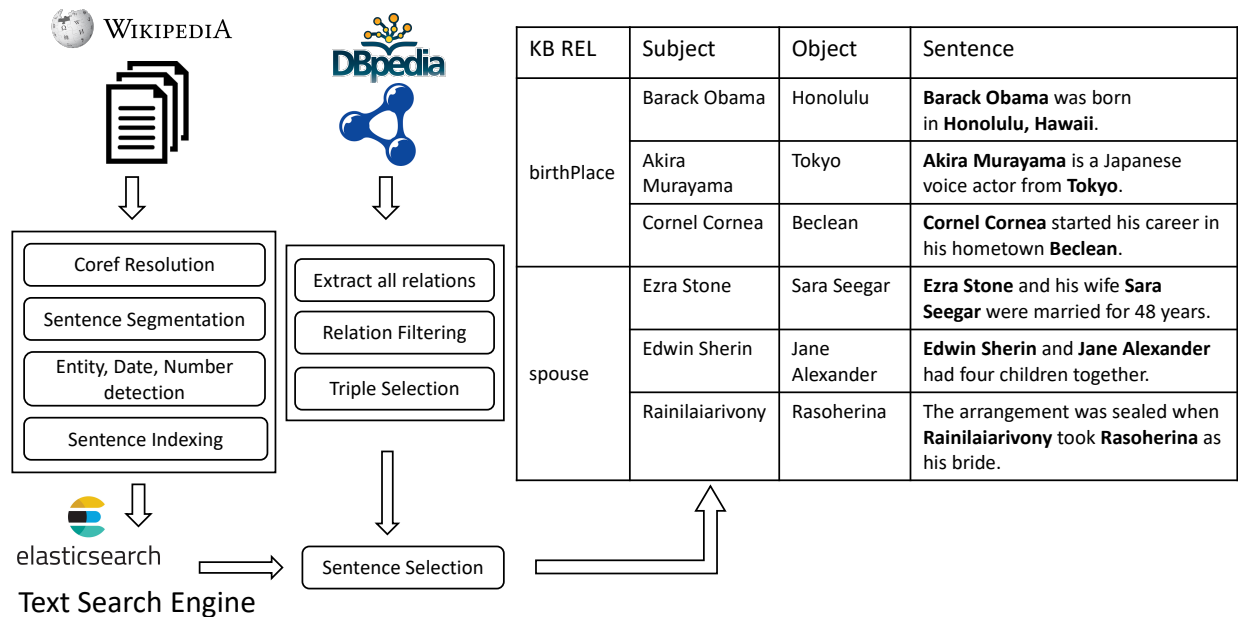 WIKIPEDIA
DBpedia
Coref Resolution
Sentence Segmentation
Entity, Date, Number
detection
Sentence Indexing
Extract all relations
Relation Filtering
Triple Selection
elasticsearch
Text Search Engine
Sentence Selection
KB REL Subject Object Sentence
birthPlace
Barack Obama Honolulu Barack Obama was born
in Honolulu, Hawaii.
Akira Tokyo Akira Murayama is a Japanese
Murayama voice actor from Tokyo.
Cornel Cornea Beclean Cornel Cornea started his career in
his hometown Beclean.
spouse
Ezra Stone Sara Seegar Ezra Stone and his wife Sara
Seegar were married for 48 years.
Edwin Sherin Jane Edwin Sherin and Jane Alexander
Alexander had four children together.
Rainilaiarivony Rasoherina The arrangement was sealed when
Rainilaiarivony took Rasoherina as
his bride.